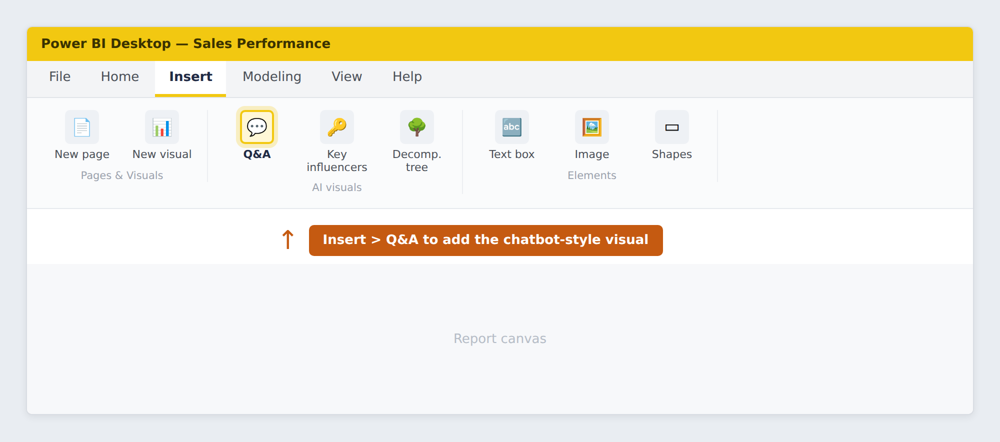 Power BI Desktop — Sales Performance
File Home Insert Modeling View Help
New page New visual
Pages & Visuals
Q&A Key influencers Decomp. tree
AI visuals
abc
Text box Image Shapes
Elements
↑ Insert > Q&A to add the chatbot-style visual
Report canvas